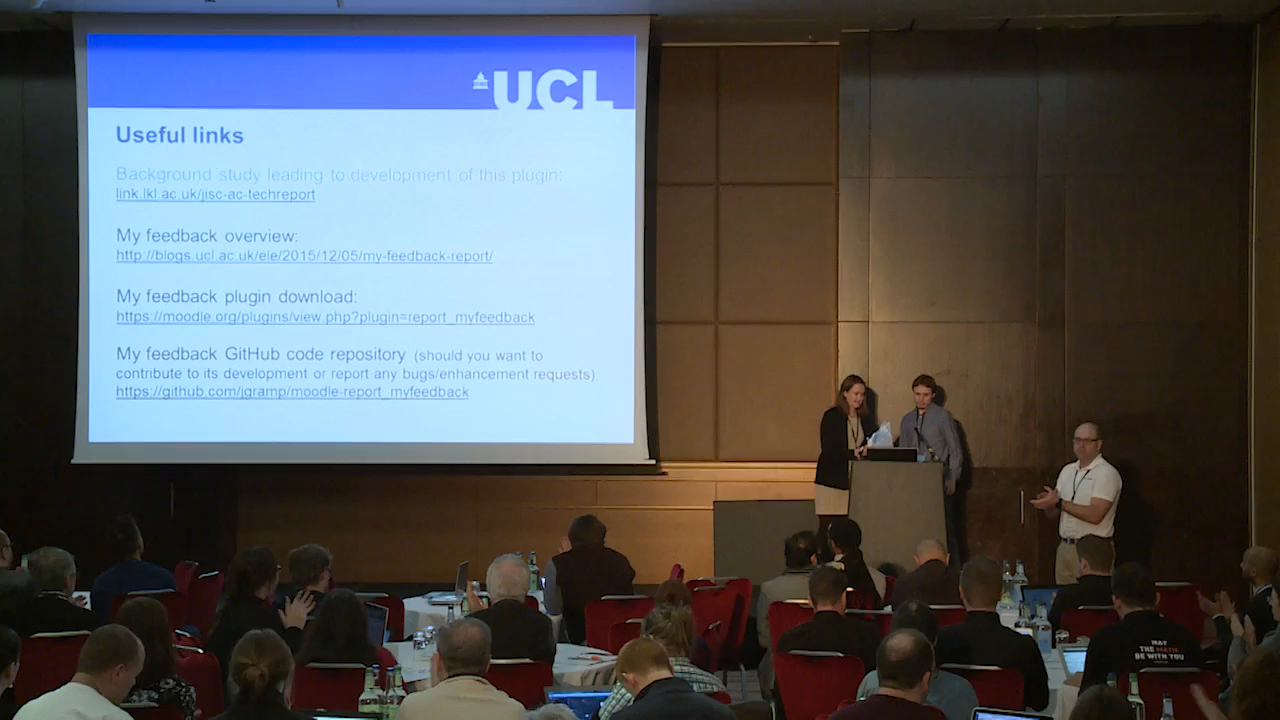 UCL
Useful links
Background study leading to development of this plugin:
link.lkl.ac.uk/jisc-ac-techreport
My feedback overview:
http://blogs.ucl.ac.uk/ele/2015/12/05/my-feedback-report/
My feedback plugin download:
https://moodle.org/plugins/view.php?plugin=report_myfeedback
My feedback GitHub code repository (should you want to
contribute to its development or report any bugs/enhancement requests)
https://github.com/jgramp/moodle-report_myfeedback
MAY
THE
BE WITH YOU